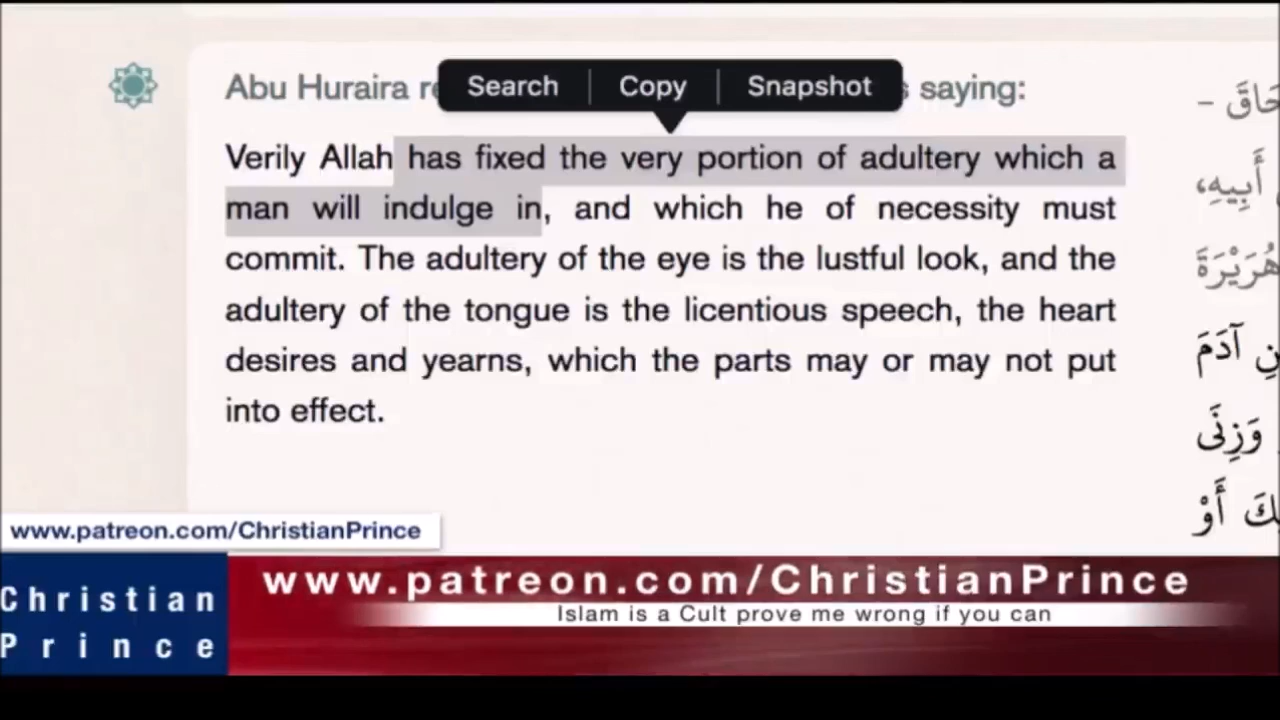 Search Copy Snapshot
Abu Huraira saying:
Verily Allah has fixed the very portion of adultery which a
man will indulge in, and which he of necessity must
commit. The adultery of the eye is the lustful look, and the
adultery of the tongue is the licentious speech, the heart
desires and yearns, which the parts may or may not put
into effect.
أَبِيهِ،
هُرَيْرَةَ
آدَمَ
وَزِنَى
أَوْ
www.patreon.com/ChristianPrince
Christian
Prince
www.patreon.com/ChristianPrince
Islam is a Cult prove me wrong if you can